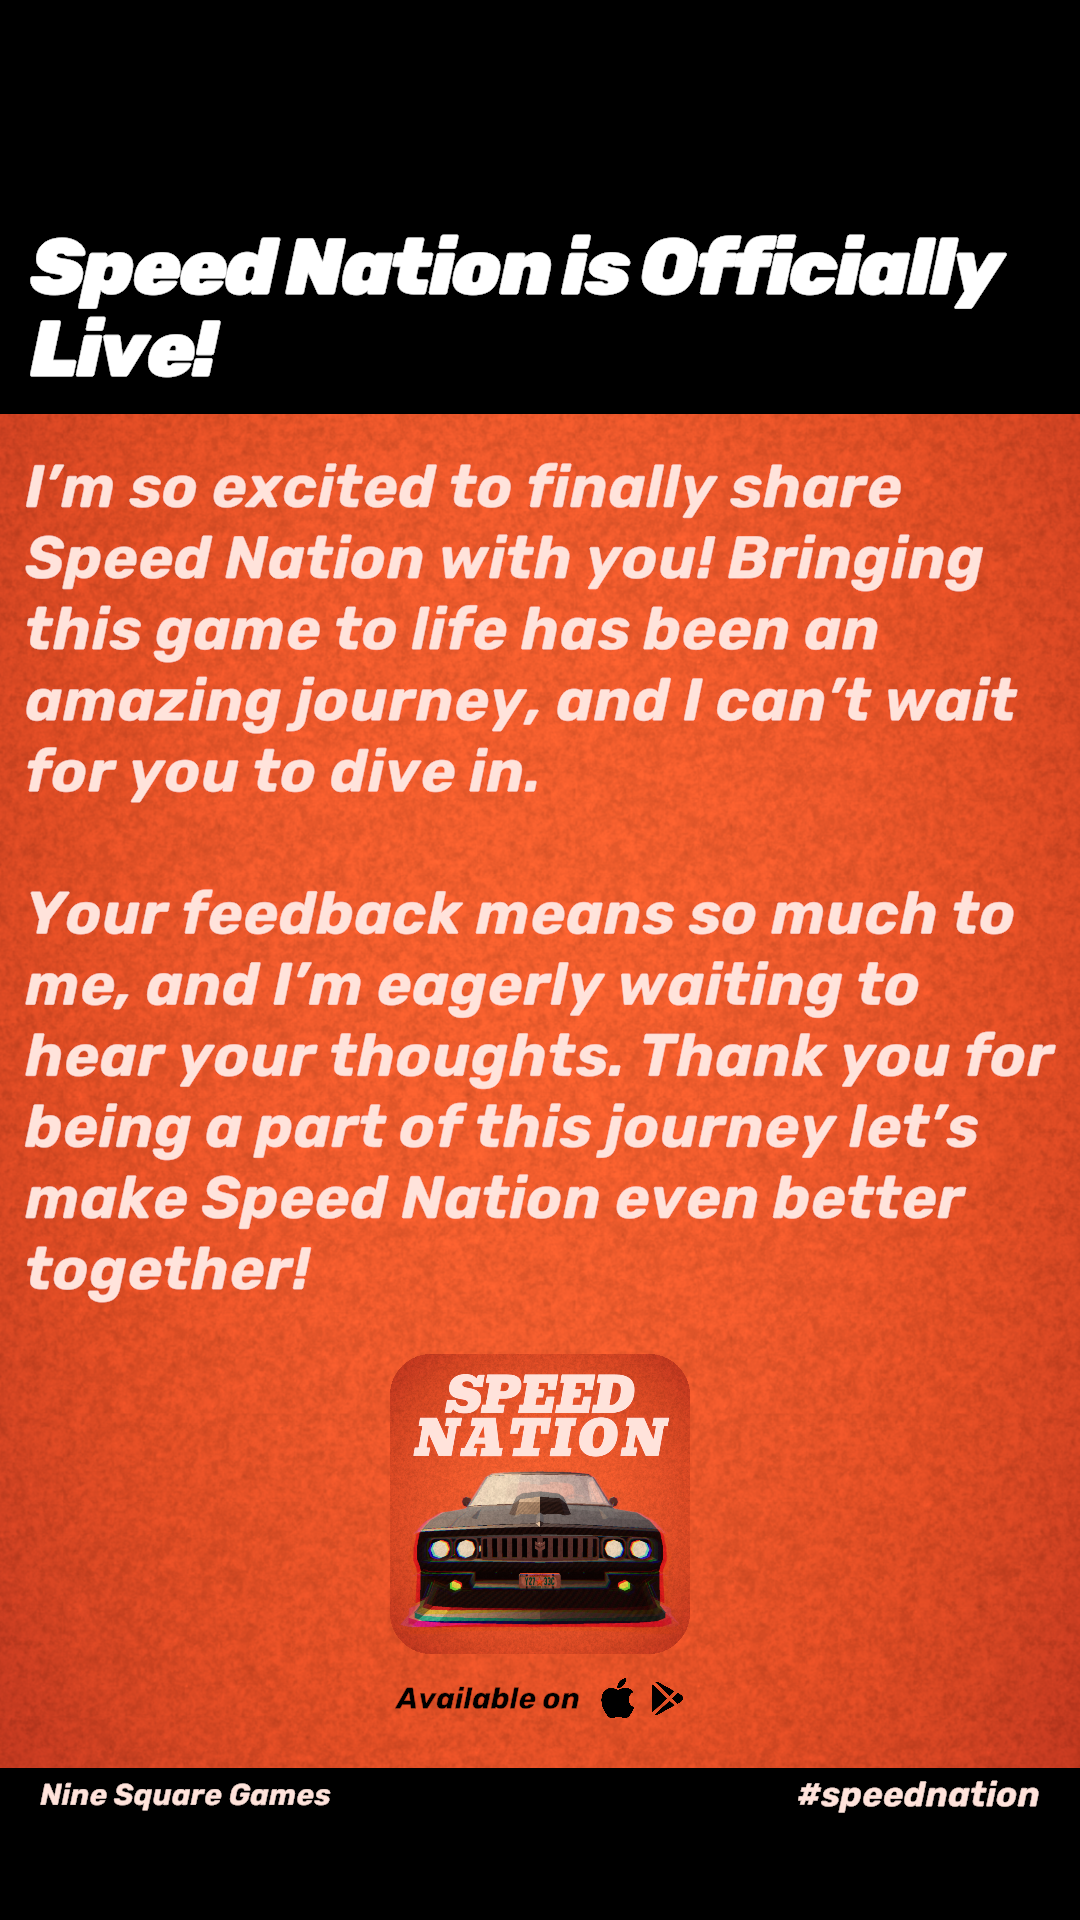 Speed Nation is Officially
Live!
I’m so excited to finally share
Speed Nation with you! Bringing
this game to life has been an
amazing journey, and I can’t wait
for you to dive in.
Your feedback means so much to
me, and I’m eagerly waiting to
hear your thoughts. Thank you for
being a part of this journey let’s
make Speed Nation even better
together!
SPEED
NATION
Available on
Nine Square Games
#speednation